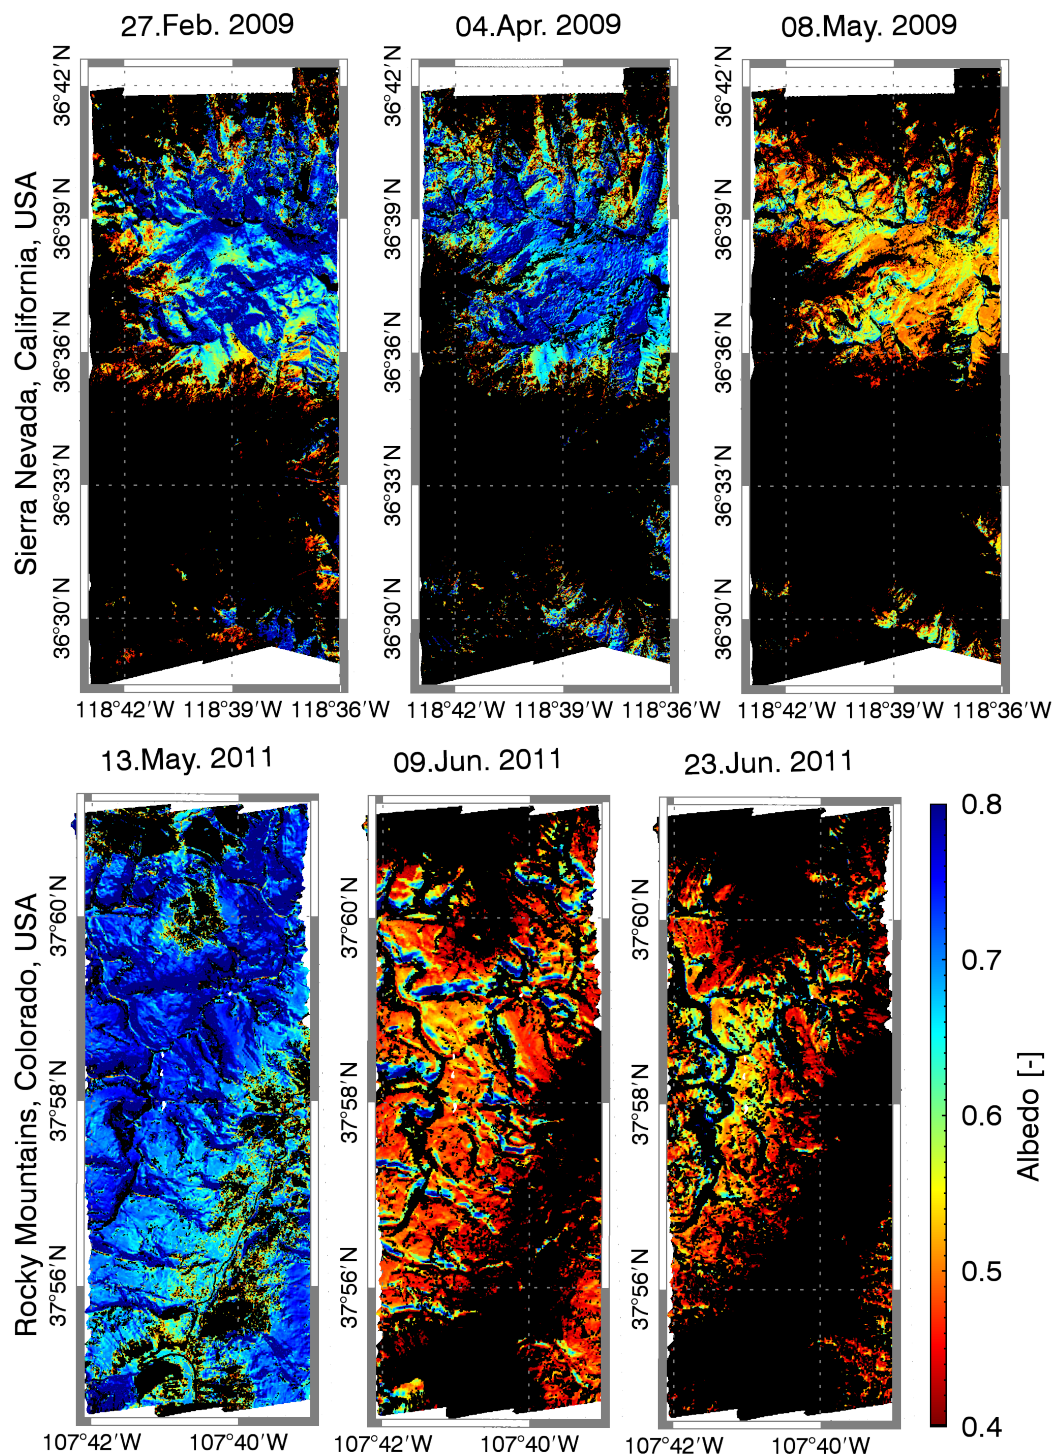 27.Feb. 2009
04.Apr. 2009
08.May. 2009
Sierra Nevada, California, USA
36°42′N
36°39′N
36°36′N
36°33′N
36°30′N
36°42′N
36°39′N
36°36′N
36°33′N
36°30′N
36°42′N
36°39′N
36°36′N
36°33′N
36°30′N
118°42′W 118°39′W 118°36′W
118°42′W 118°39′W 118°36′W
118°42′W 118°39′W 118°36′W
13.May. 2011
09.Jun. 2011
23.Jun. 2011
Rocky Mountains, Colorado, USA
37°60′N
37°58′N
37°56′N
37°60′N
37°58′N
37°56′N
37°60′N
37°58′N
37°56′N
107°42′W 107°40′W
107°42′W 107°40′W
107°42′W 107°40′W
0.8
0.7
0.6
0.5
0.4
Albedo [-]